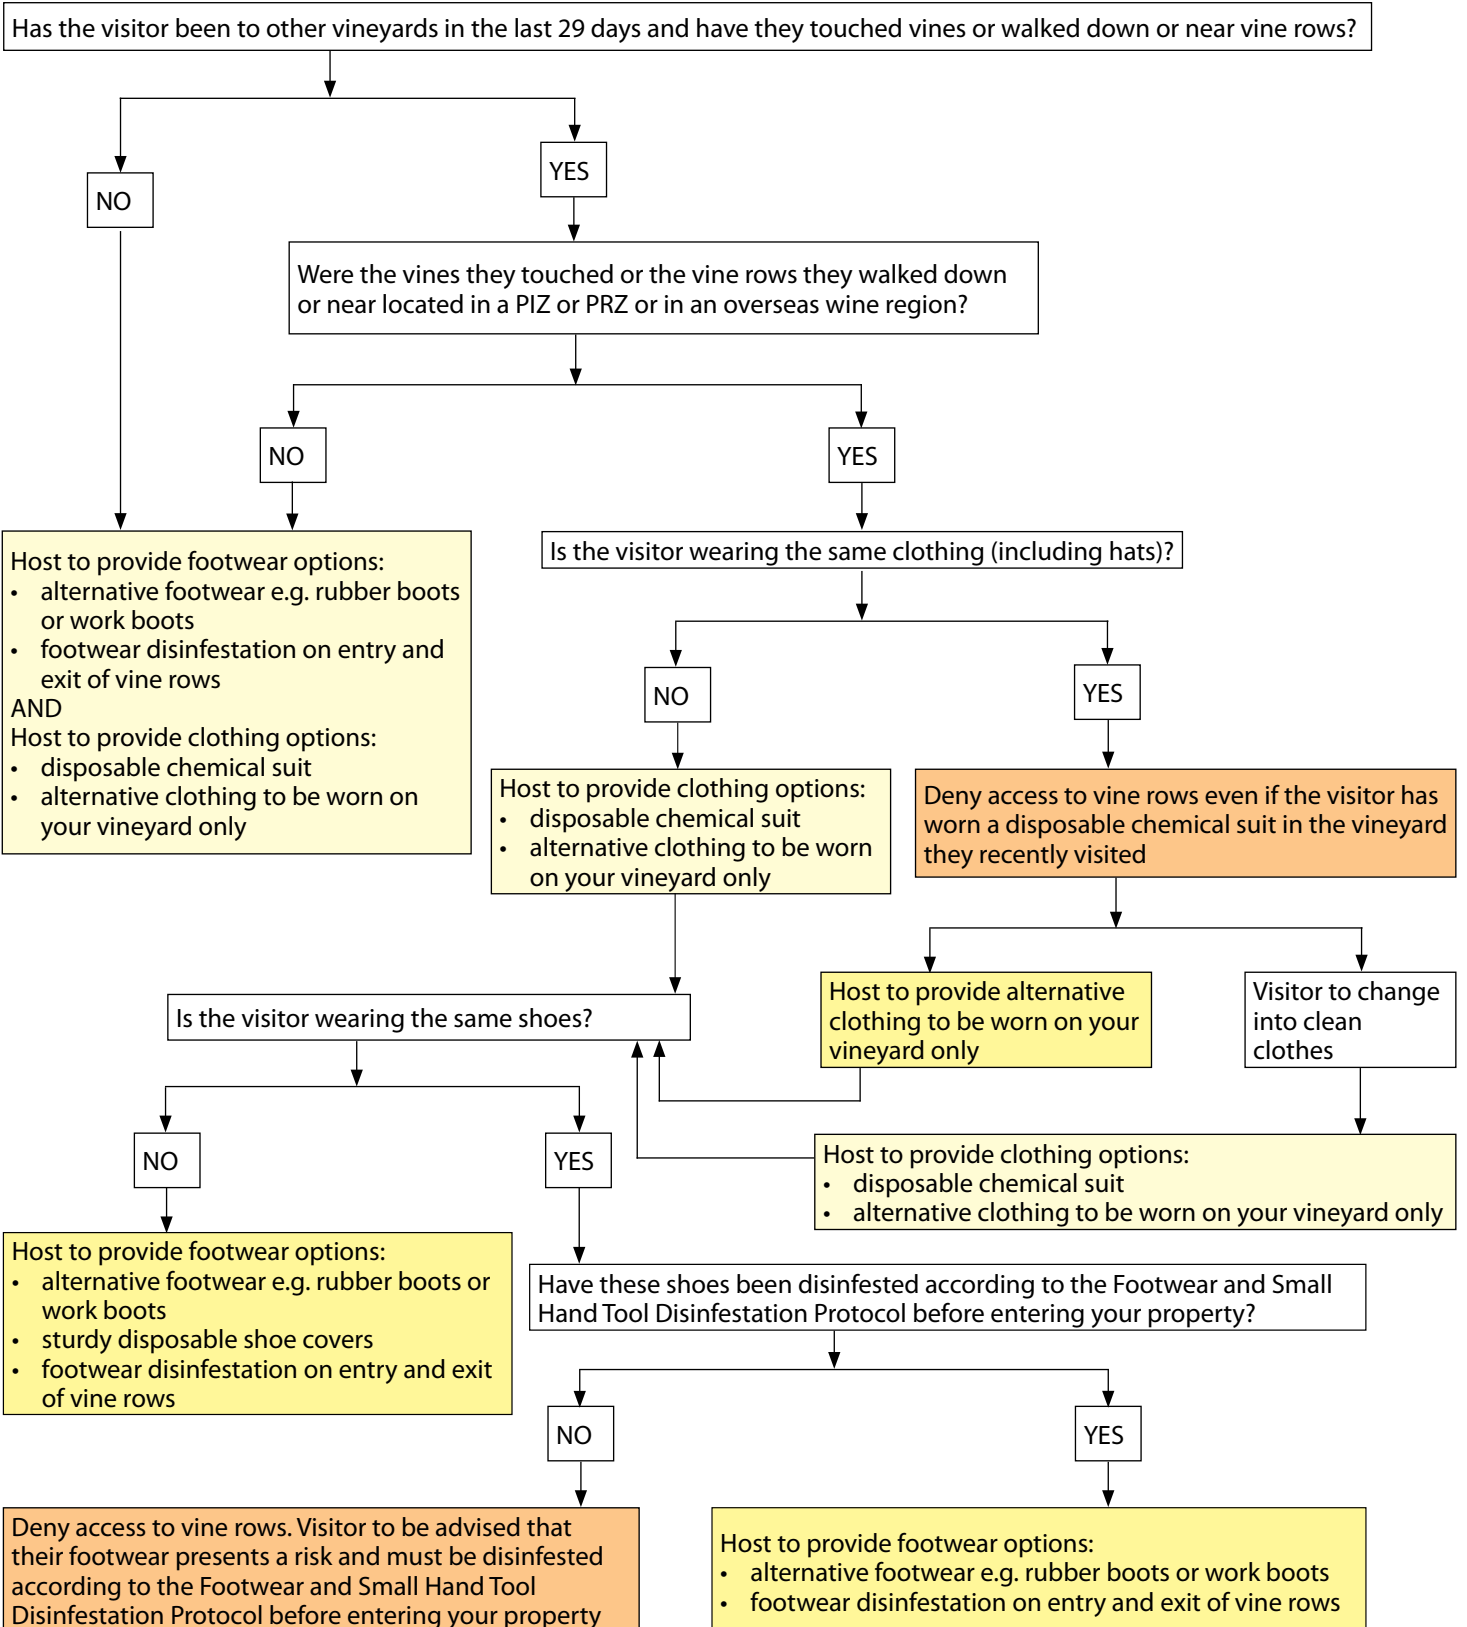 Has the visitor been to other vineyards in the last 29 days and have they touched vines or walked down or near vine rows?
NO
YES
Were the vines they touched or the vine rows they walked down
or near located in a PIZ or PRZ or in an overseas wine region?
NO
YES
Host to provide footwear options:
• alternative footwear e.g. rubber boots
or work boots
• footwear disinfestation on entry and
exit of vine rows
AND
Host to provide clothing options:
• disposable chemical suit
• alternative clothing to be worn on
your vineyard only
Is the visitor wearing the same clothing (including hats)?
NO
YES
Host to provide clothing options:
• disposable chemical suit
• alternative clothing to be worn
on your vineyard only
Deny access to vine rows even if the visitor has
worn a disposable chemical suit in the vineyard
they recently visited
Host to provide alternative
clothing to be worn on your
vineyard only
Visitor to change
into clean
clothes
Is the visitor wearing the same shoes?
Host to provide clothing options:
• disposable chemical suit
• alternative clothing to be worn on your vineyard only
NO
YES
Host to provide footwear options:
• alternative footwear e.g. rubber boots or
work boots
• sturdy disposable shoe covers
• footwear disinfestation on entry and exit
of vine rows
Have these shoes been disinfested according to the Footwear and Small
Hand Tool Disinfestation Protocol before entering your property?
NO
YES
Deny access to vine rows. Visitor to be advised that
their footwear presents a risk and must be disinfested
according to the Footwear and Small Hand Tool
Disinfestation Protocol before entering your property
Host to provide footwear options:
• alternative footwear e.g. rubber boots or work boots
• footwear disinfestation on entry and exit of vine rows